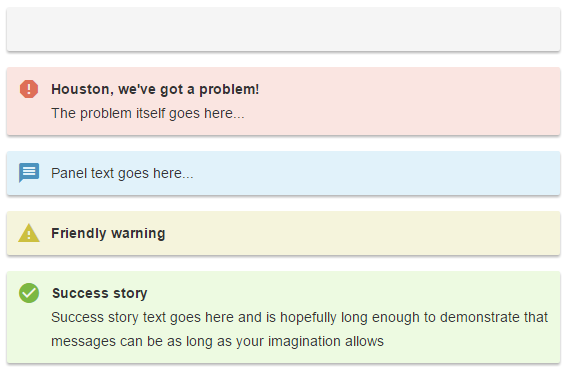 Houston, we've got a problem!
The problem itself goes here...
Panel text goes here...
Friendly warning
Success story
Success story text goes here and is hopefully long enough to demonstrate that
messages can be as long as your imagination allows